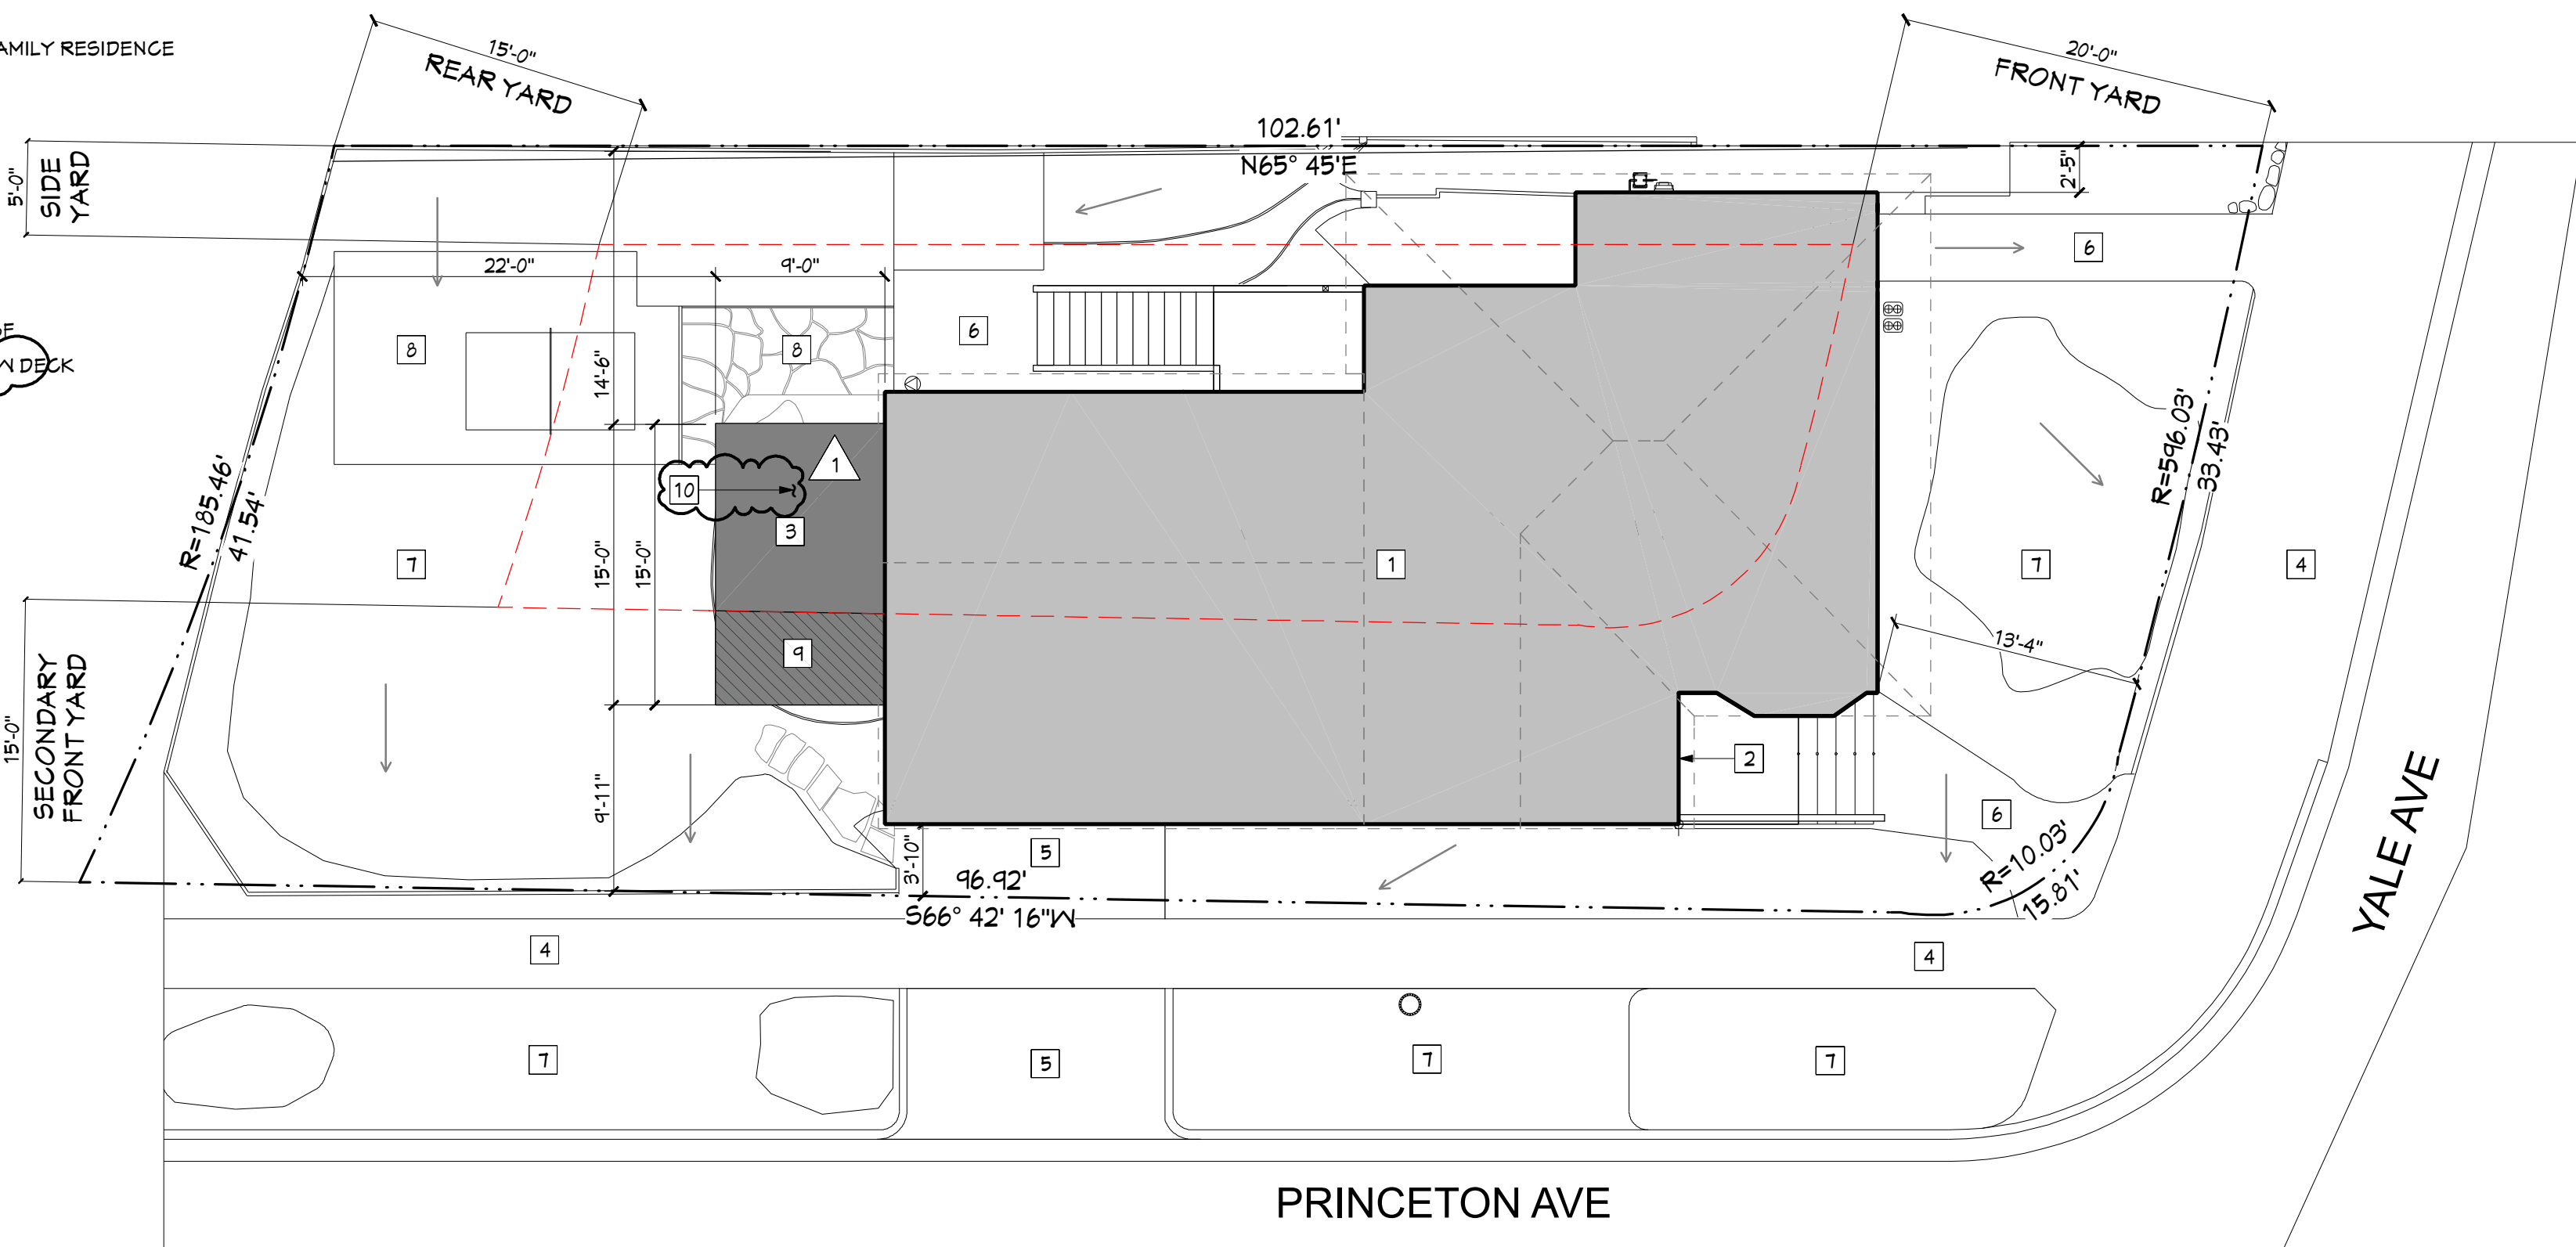 AMILY RESIDENCE
15'-0"
REAR YARD
20'-0"
FRONT YARD
102.61'
N65° 45'E
5'-0"
SIDE
YARD
2'-5"
22'-0"
9'-0"
6
8
8
6
W DECK
14'-6"
1
10
3
R=185.46'
41.54'
7
15'-0"
15'-0"
1
R=596.03'
33.43'
7
4
9
13'-4"
15'-0"
SECONDARY
FRONT YARD
2
9'-11"
6
3'-10"
5
96.92'
S66° 42' 16"W
R=10.03'
15.81'
YALE AVE
4
4
7
5
7
7
PRINCETON AVE